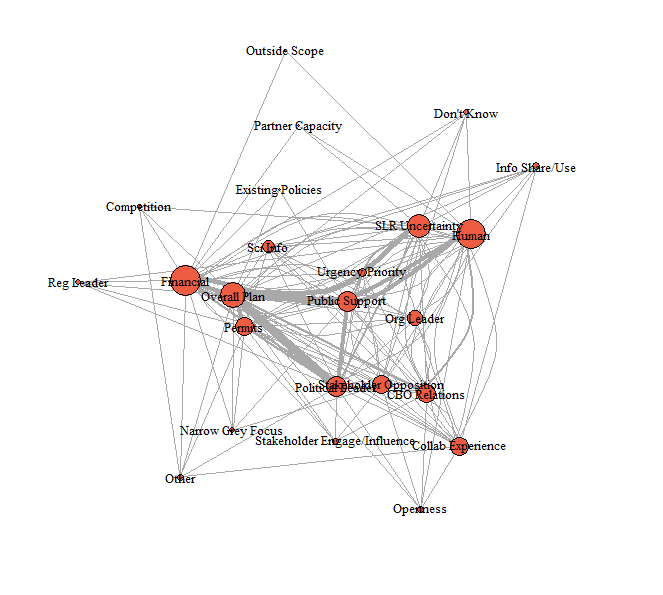 Outside Scope
Don't Know
Partner Capacity
Info Share/Use
Existing Policies
Competition
SLR Uncertainty
Human
Sci Info
Urgency/Priority
Reg Leader
Financial
Overall Plan
Public Support
Org Leader
Permits
Political Leader
Stakeholder Opposition
CBO Relations
Narrow Grey Focus
Stakeholder Engage/Influence
Collab Experience
Other
Openness